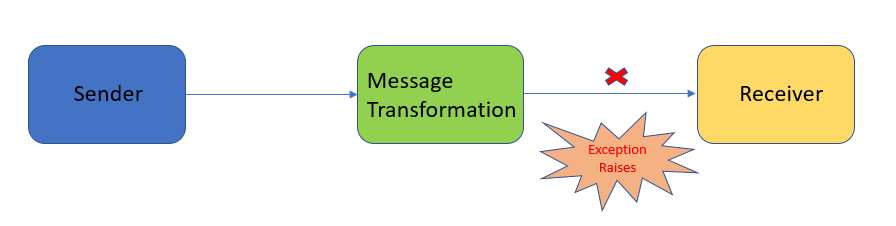 Sender
Message
Transformation
Receiver
Exception
Raises